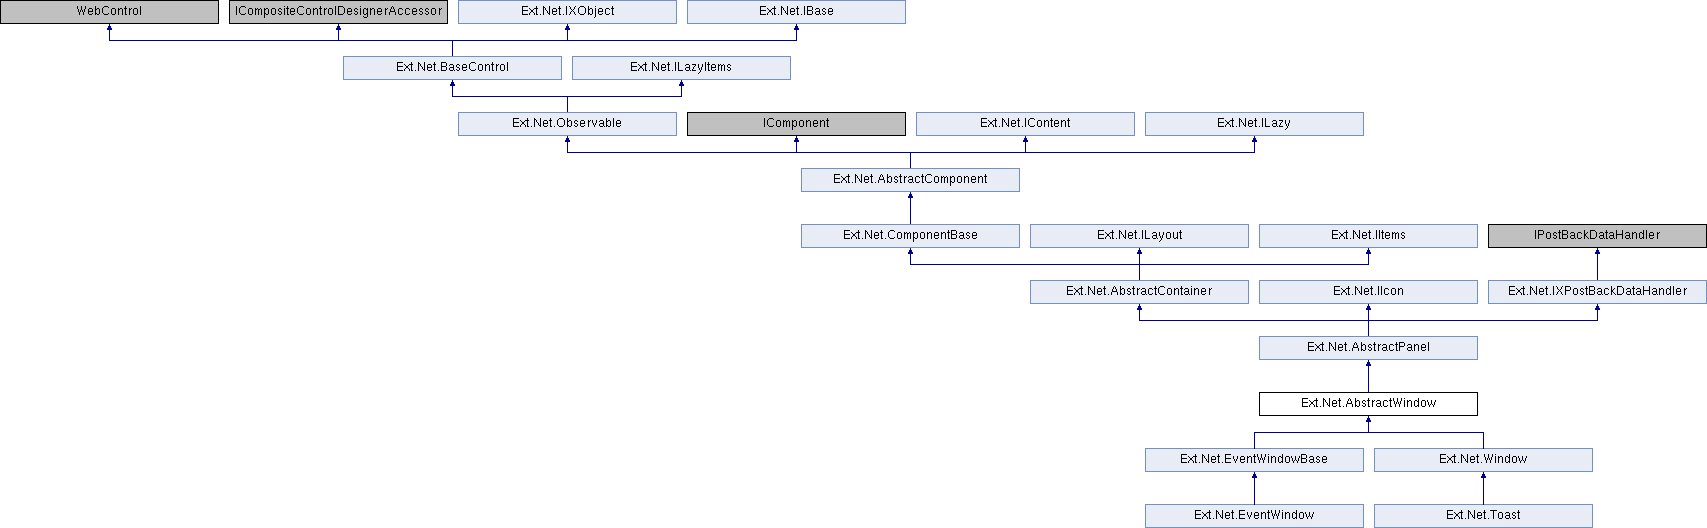 WebControl
ICompositeControlDesignerAccessor
Ext.Net.IXObject
Ext.Net.IBase
Ext.Net.BaseControl
Ext.Net.ILazyItems
Ext.Net.Observable
IComponent
Ext.Net.IContent
Ext.Net.ILazy
Ext.Net.AbstractComponent
Ext.Net.ComponentBase
Ext.Net.ILayout
Ext.Net.IItems
IPostBackDataHandler
Ext.Net.AbstractContainer
Ext.Net.IIcon
Ext.Net.IXPostBackDataHandler
Ext.Net.AbstractPanel
Ext.Net.AbstractWindow
Ext.Net.EventWindowBase
Ext.Net.Window
Ext.Net.EventWindow
Ext.Net.Toast